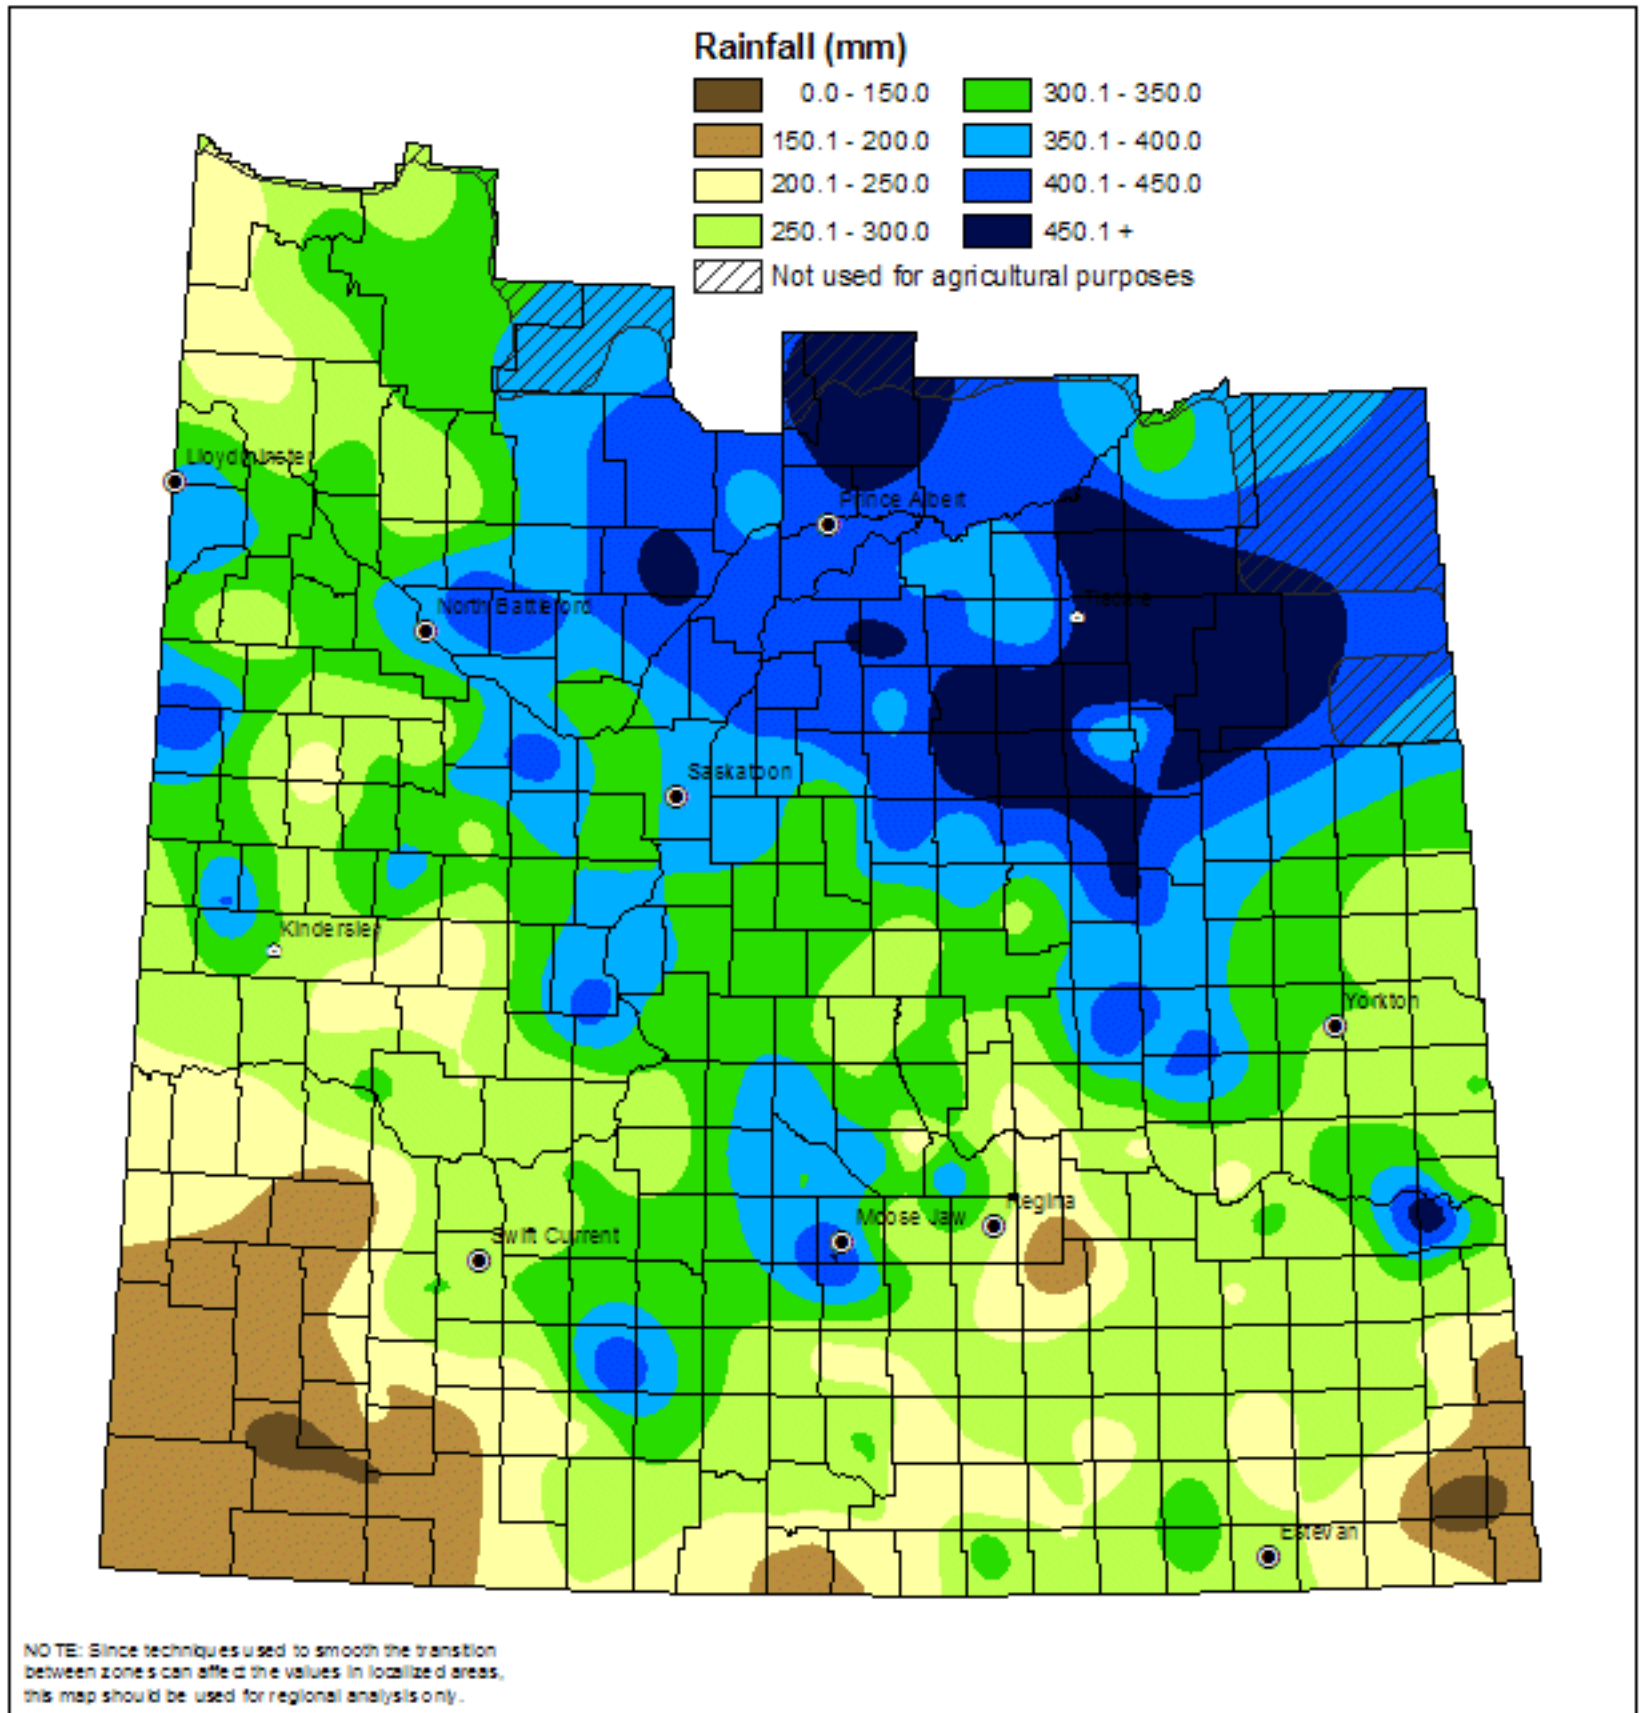 Rainfall (mm)
0.0 - 150.0
150.1 - 200.0
200.1 - 250.0
250.1 - 300.0
300.1 - 350.0
350.1 - 400.0
400.1 - 450.0
450.1 +
Not used for agricultural purposes
Lloydminster
Prince Albert
North Battleford
Tisdale
Saskatoon
Kindersley
Yorkton
Regina
Moose Jaw
Swift Current
Estevan
NOTE: Since techniques used to smooth the transition
between zones can affect the values in localized areas,
this map should be used for regional analysis only.